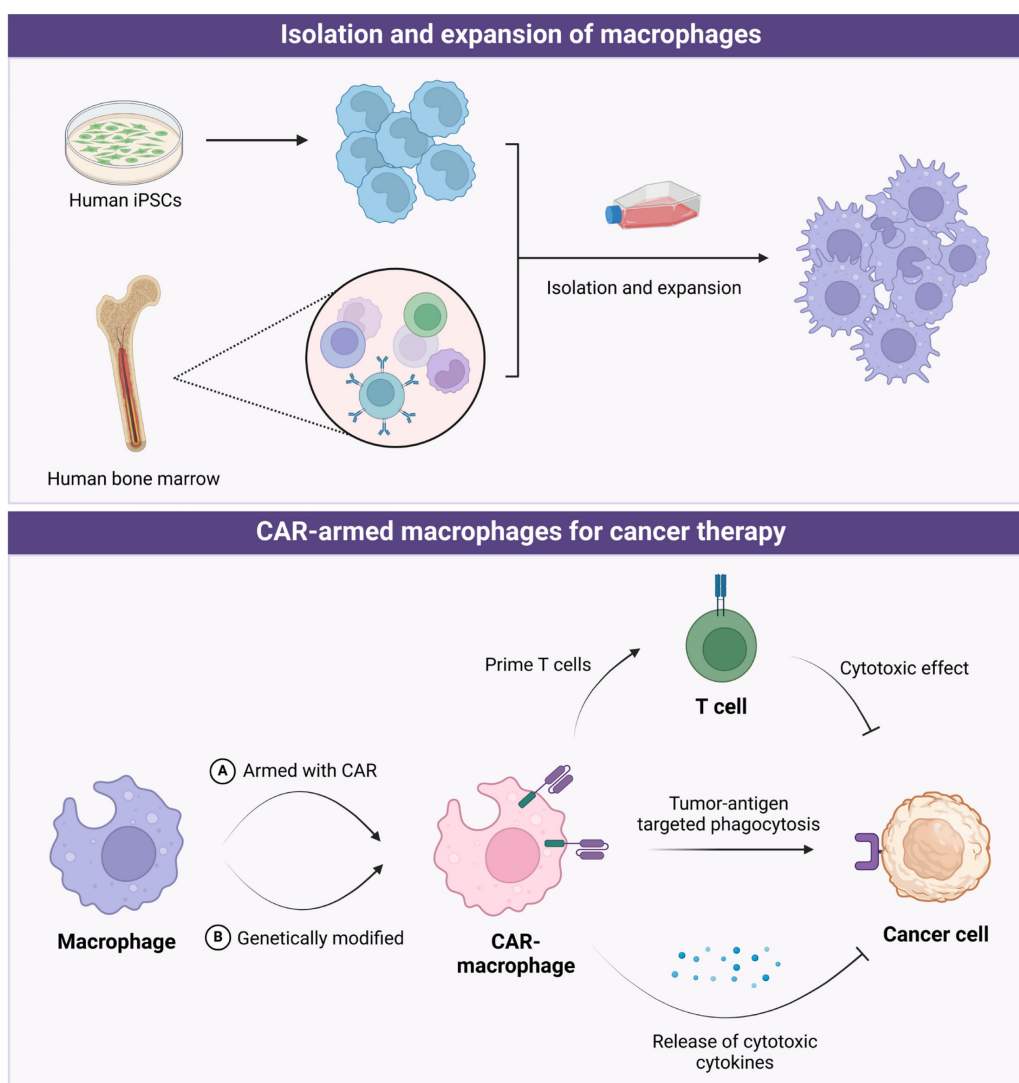 Isolation and expansion of macrophages
Human iPSCs
Isolation and expansion
Human bone marrow
CAR-armed macrophages for cancer therapy
Prime T cells
T cell
Cytotoxic effect
A Armed with CAR
Tumor-antigen
targeted phagocytosis
Macrophage
B Genetically modified
CAR-
macrophage
Cancer cell
Release of cytotoxic
cytokines